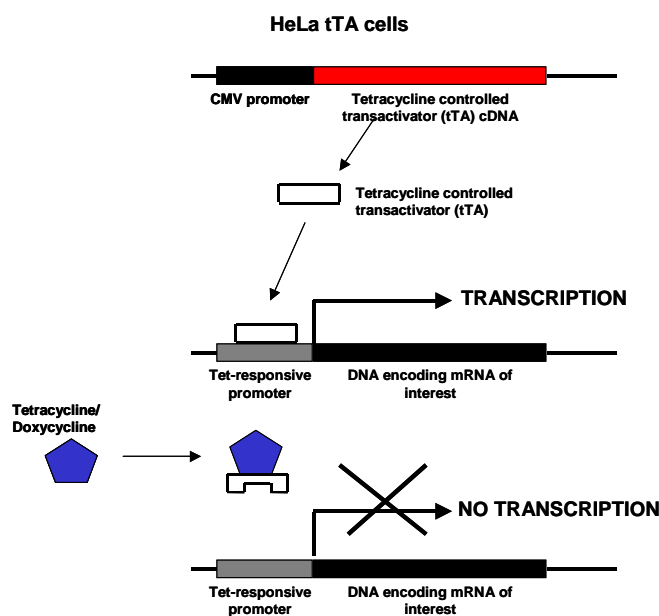 HeLa tTA cells
CMV promoter
Tetracycline controlled
transactivator (tTA) cDNA
Tetracycline controlled
transactivator (tTA)
TRANSCRIPTION
Tet-responsive
promoter
DNA encoding mRNA of
interest
Tetracycline/
Doxycycline
NO TRANSCRIPTION
Tet-responsive
promoter
DNA encoding mRNA of
interest